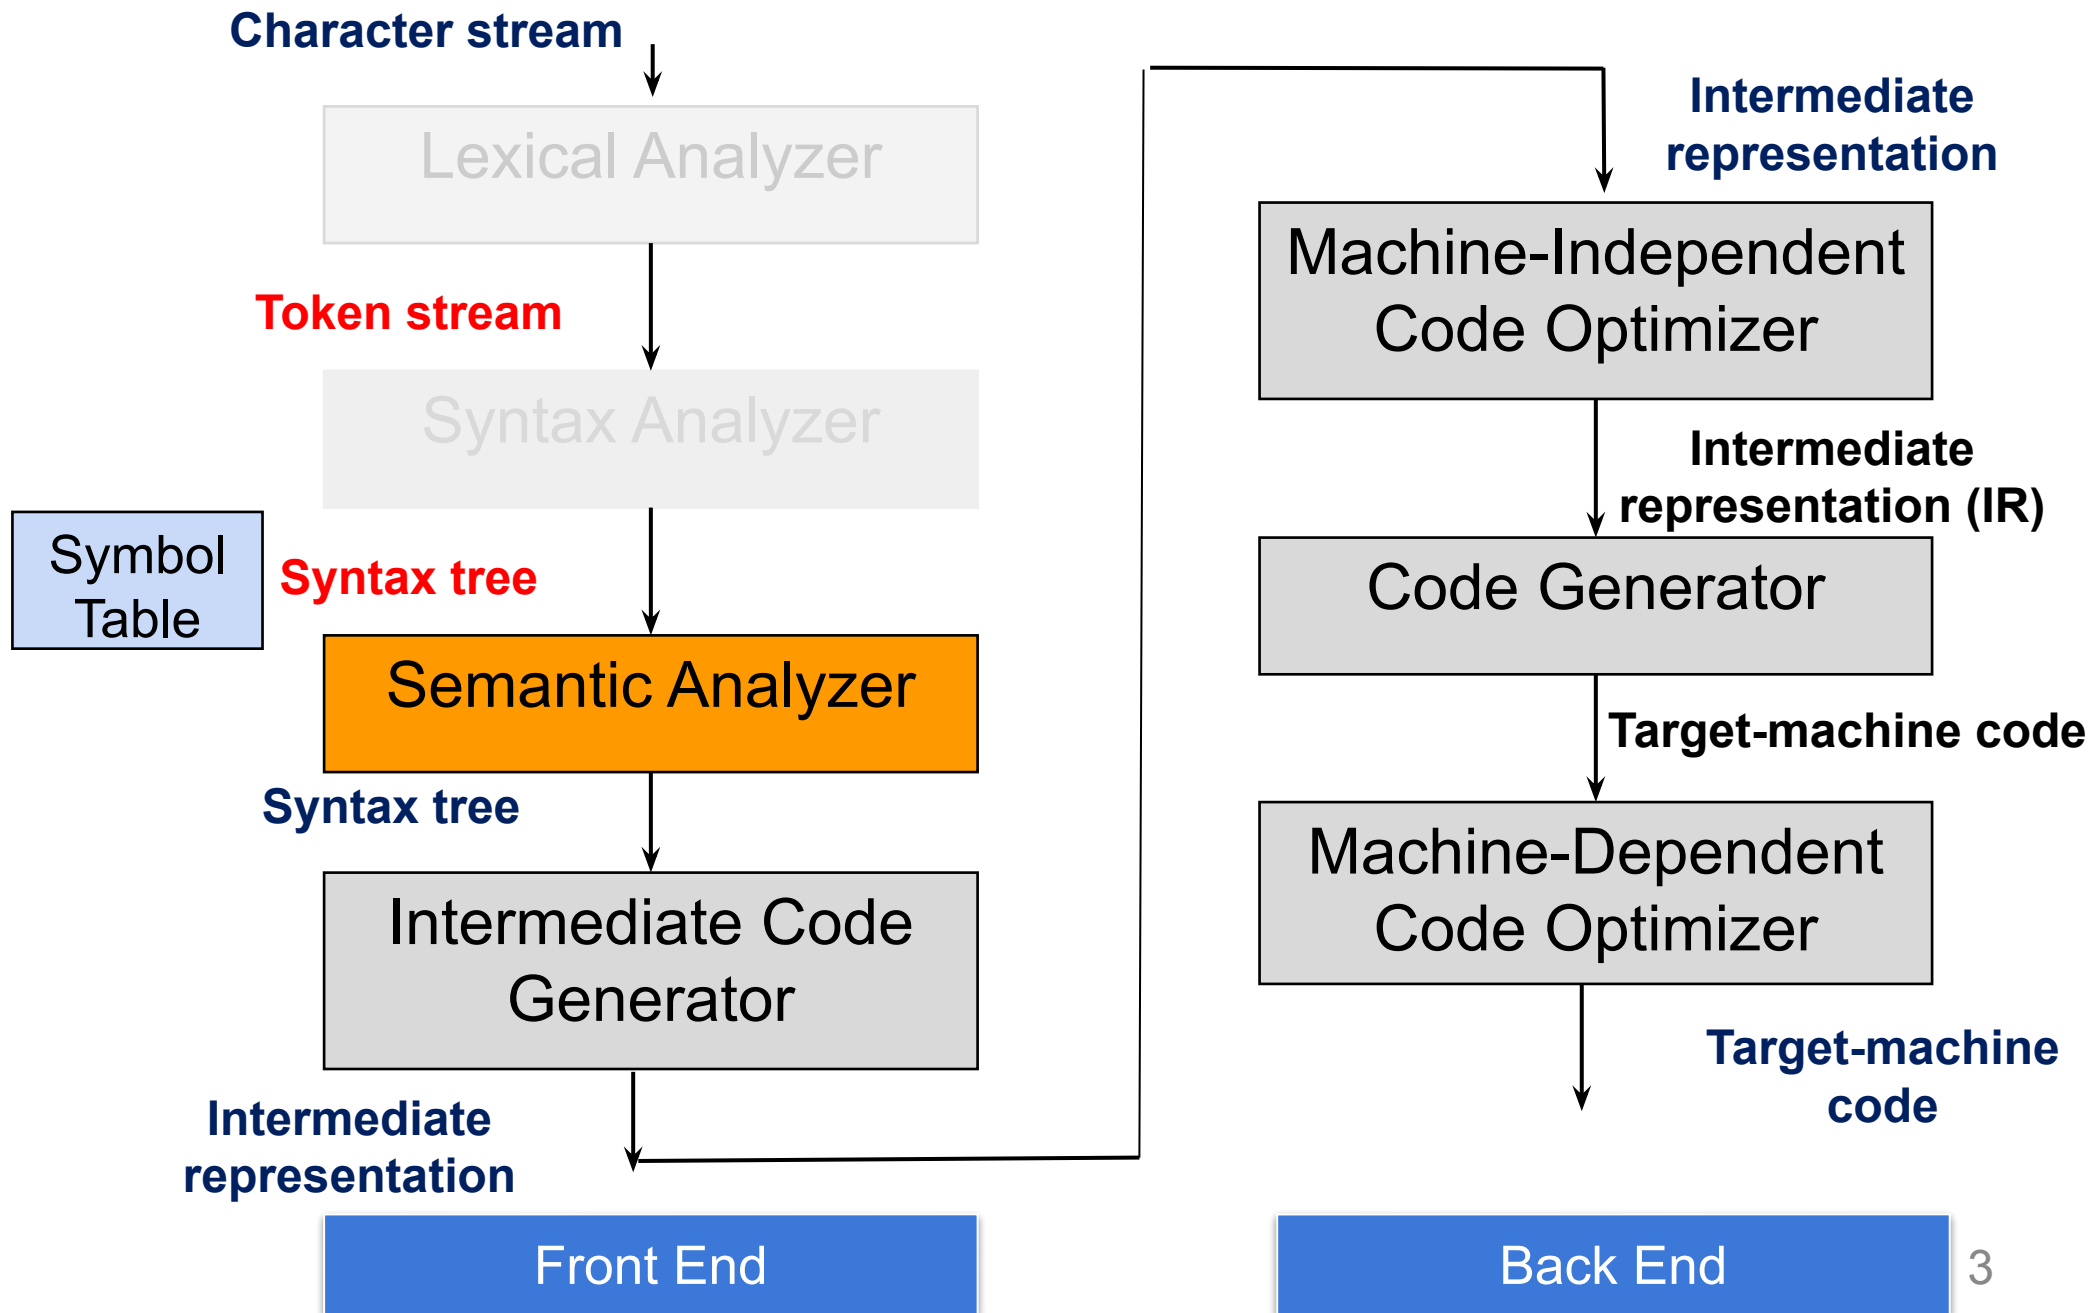 Character stream
Lexical Analyzer
Token stream
Syntax Analyzer
Symbol
Table
Syntax tree
Semantic Analyzer
Syntax tree
Intermediate Code
Generator
Intermediate
representation
Front End
Intermediate
representation
Machine-Independent
Code Optimizer
Intermediate
representation (IR)
Code Generator
Target-machine code
Machine-Dependent
Code Optimizer
Target-machine
code
Back End
3